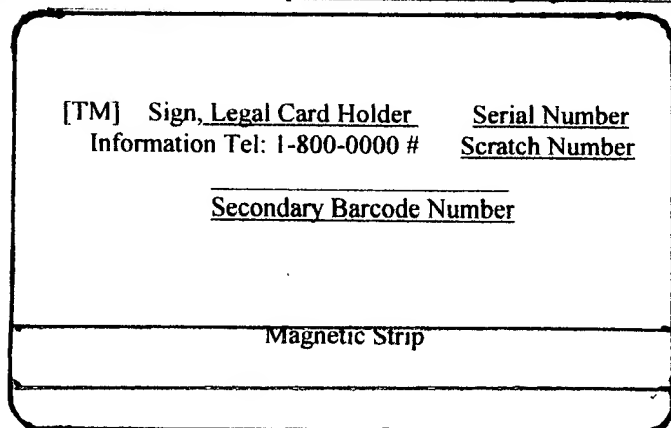 [TM] Sign, Legal Card Holder Serial Number
Information Tel: 1-800-0000 # Scratch Number
Secondary Barcode Number
Magnetic Strip